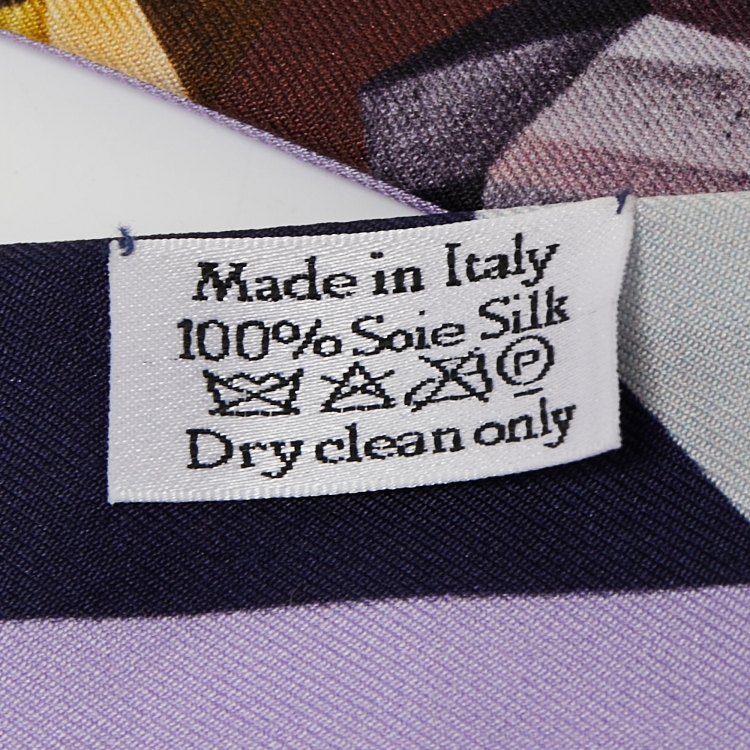 Made in Italy
100% Soie Silk
P
Dry clean only